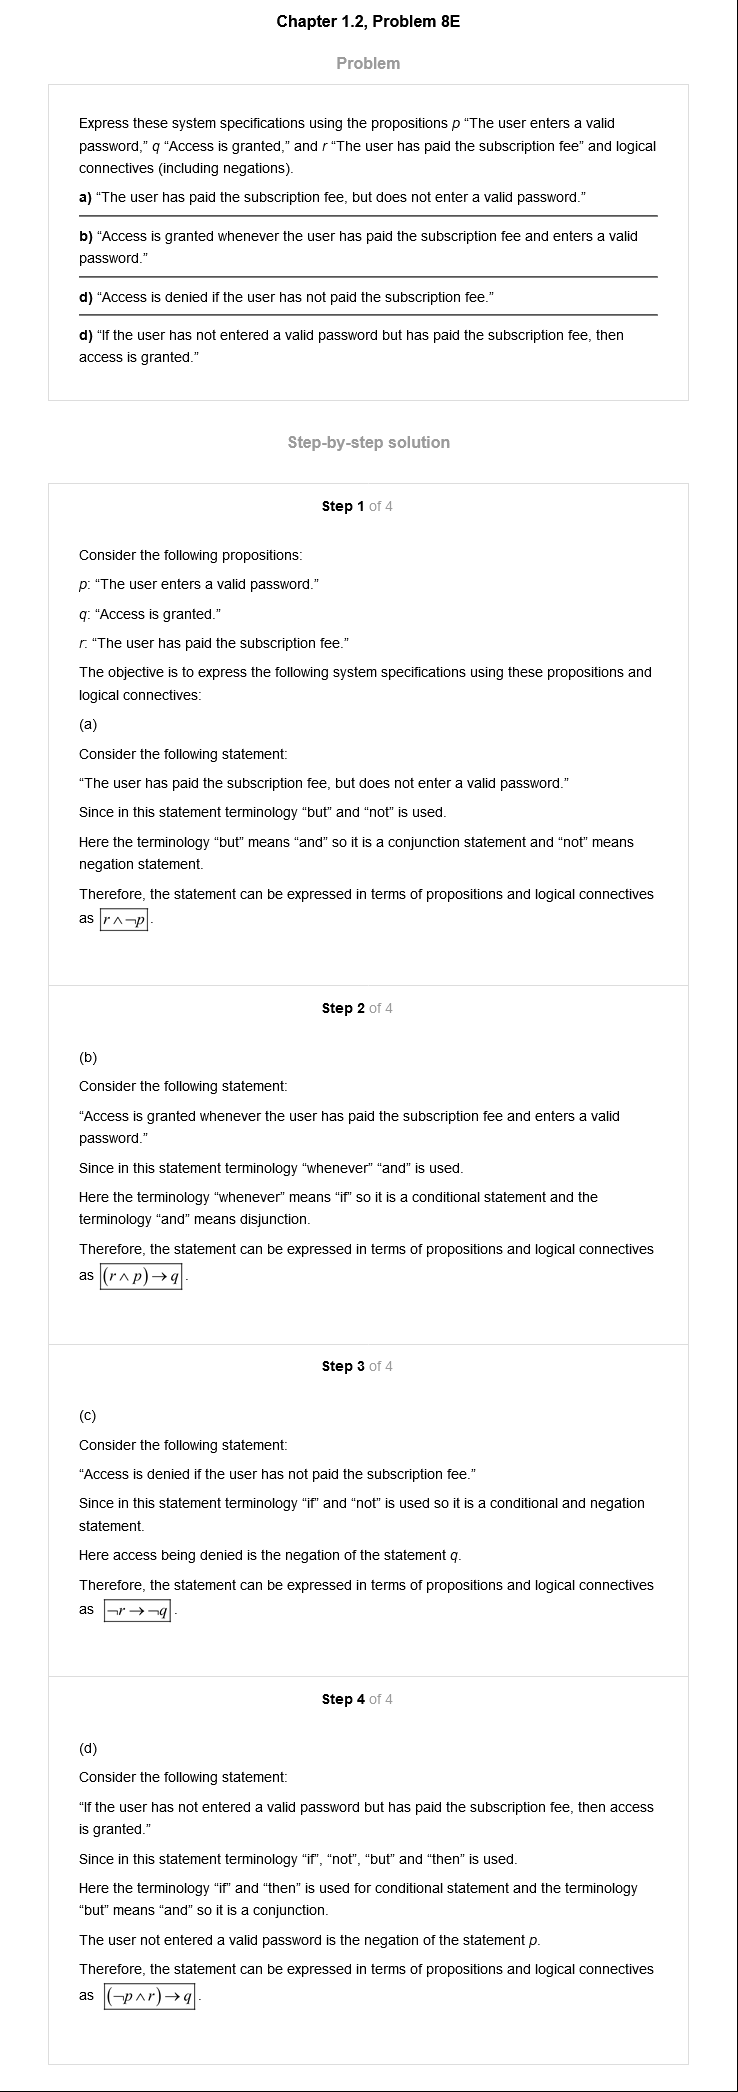 Chapter 1.2, Problem 8E
Problem
Express these system specifications using the propositions p “The user enters a valid
password,” q “Access is granted,” and r “The user has paid the subscription fee” and logical
connectives (including negations).
a) “The user has paid the subscription fee, but does not enter a valid password.”
b) “Access is granted whenever the user has paid the subscription fee and enters a valid
password.”
d) “Access is denied if the user has not paid the subscription fee.”
d) “If the user has not entered a valid password but has paid the subscription fee, then
access is granted.”
Step-by-step solution
Step 1 of 4
Consider the following propositions:
p: “The user enters a valid password.”
q: “Access is granted.”
r: “The user has paid the subscription fee.”
The objective is to express the following system specifications using these propositions and
logical connectives:
(a)
Consider the following statement:
“The user has paid the subscription fee, but does not enter a valid password.”
Since in this statement terminology “but” and “not” is used.
Here the terminology “but” means “and” so it is a conjunction statement and “not” means
negation statement.
Therefore, the statement can be expressed in terms of propositions and logical connectives
as r∧¬p.
Step 2 of 4
(b)
Consider the following statement:
“Access is granted whenever the user has paid the subscription fee and enters a valid
password.”
Since in this statement terminology “whenever” “and” is used.
Here the terminology “whenever” means “if” so it is a conditional statement and the
terminology “and” means disjunction.
Therefore, the statement can be expressed in terms of propositions and logical connectives
as (r∧p)→q.
Step 3 of 4
(c)
Consider the following statement:
“Access is denied if the user has not paid the subscription fee.”
Since in this statement terminology “if” and “not” is used so it is a conditional and negation
statement.
Here access being denied is the negation of the statement q.
Therefore, the statement can be expressed in terms of propositions and logical connectives
as ¬r→¬q.
Step 4 of 4
(d)
Consider the following statement:
“If the user has not entered a valid password but has paid the subscription fee, then access
is granted.”
Since in this statement terminology “if”, “not”, “but” and “then” is used.
Here the terminology “if” and “then” is used for conditional statement and the terminology
“but” means “and” so it is a conjunction.
The user not entered a valid password is the negation of the statement p.
Therefore, the statement can be expressed in terms of propositions and logical connectives
as (¬p∧r)→q.